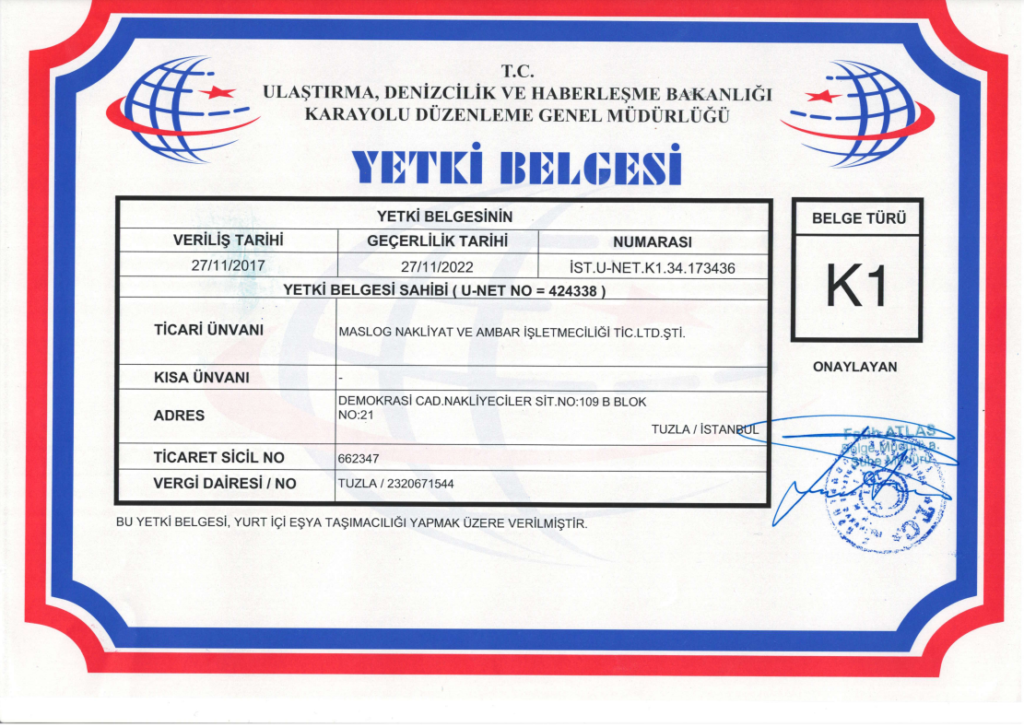 T.C.
ULAŞTIRMA, DENİZCİLİK VE HABERLEŞME BAKANLIĞI
KARAYOLU DÜZENLEME GENEL MÜDÜRLÜĞÜ
YETKİ BELGESİ
YETKİ BELGESİNİN
VERİLİŞ TARİHİ GEÇERLİLİK TARİHİ NUMARASI
27/11/2017 27/11/2022 İST.U-NET.K1.34.173436
YETKİ BELGESİ SAHİBİ ( U-NET NO = 424338 )
TİCARİ ÜNVANI MASLOG NAKLİYAT VE AMBAR İŞLETMECİLİĞİ TİC.LTD.ŞTİ.
KISA ÜNVANI -
ADRES DEMOKRASİ CAD.NAKLİYECİLER SİT.NO:109 B BLOK
NO:21
TUZLA / İSTANBUL
TİCARET SİCİL NO 662347
VERGİ DAİRESİ / NO TUZLA / 2320671544
BU YETKİ BELGESİ, YURT İÇİ EŞYA TAŞIMACILIĞI YAPMAK ÜZERE VERİLMİŞTİR.
BELGE TÜRÜ
K1
ONAYLAYAN
ATLAS
T.C.